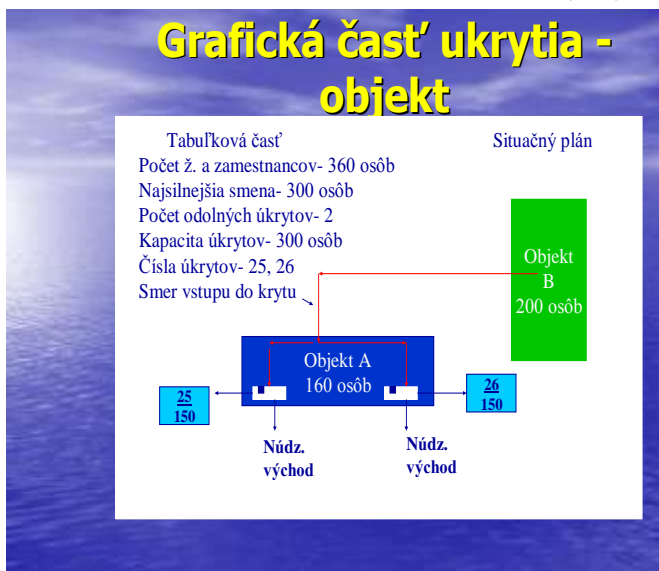 Grafická časť ukrytia -
objekt
Tabuľková časť
Situačný plán
Počet ž. a zamestnancov- 360 osôb
Najsilnejšia smena- 300 osôb
Počet odolných úkrytov- 2
Kapacita úkrytov- 300 osôb
Čísla úkrytov- 25, 26
Smer vstupu do krytu
Objekt
B
200 osôb
Objekt A
160 osôb
25
150
26
150
Núdz.
východ
Núdz.
východ